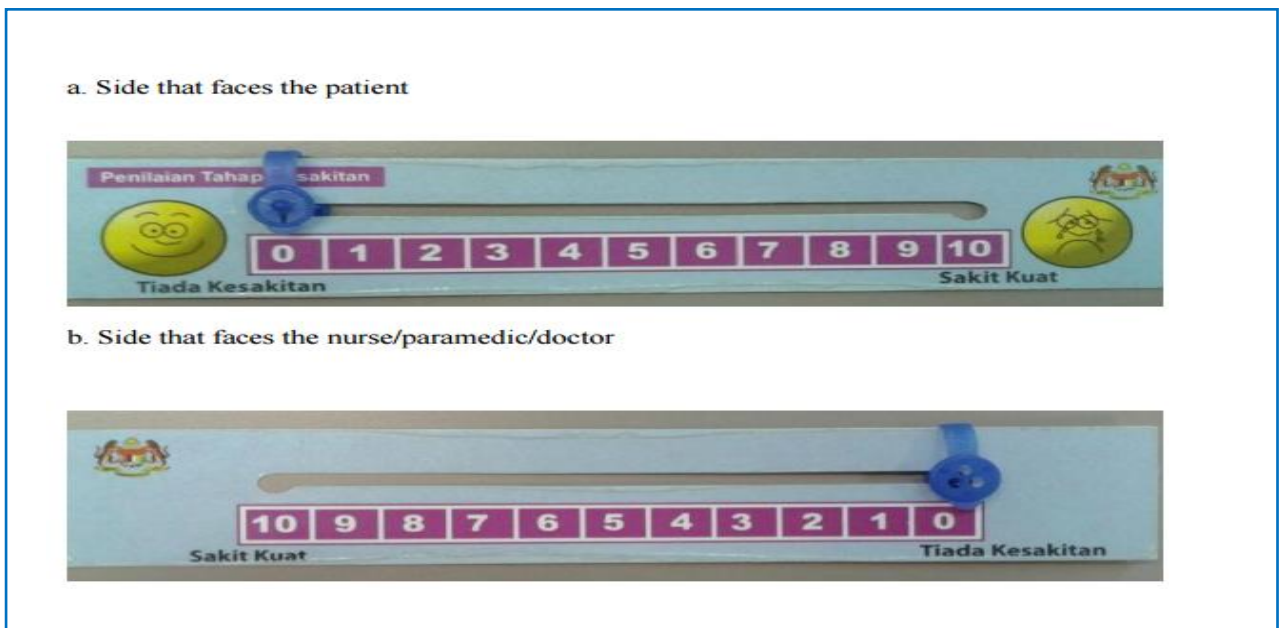 a. Side that faces the patient
Penilaian Tahap sakitan
0 1 2 3 4 5 6 7 8 9 10
Tiada Kesakitan
Sakit Kuat
b. Side that faces the nurse/paramedic/doctor
10 9 8 7 6 5 4 3 2 1 0
Sakit Kuat
Tiada Kesakitan